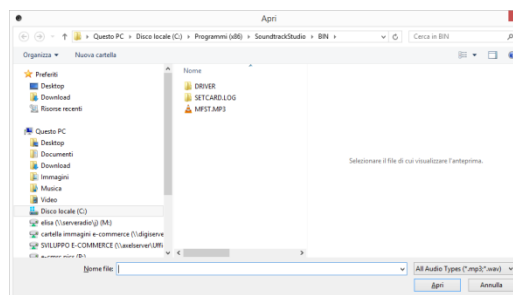 Apri
Questo PC ▸ Disco locale (C:) ▸ Programmi (x86) ▸ SoundtrackStudio ▸ BIN ▸
Cerca in BIN
Organizza
Nuova cartella
Preferiti
Desktop
Download
Risorse recenti
Questo PC
Desktop
Documenti
Download
Immagini
Musica
Video
Disco locale (C:)
elisa (\\serveradio\j) (M:)
cartella immagini e-commerce (\\digiserve
SVILUPPO E-COMMERCE (\\axelserver\Uffi
Nome
DRIVER
SETCARD.LOG
MFST.MP3
Selezionare il file di cui visualizzare l'anteprima.
Nome file:
All Audio Types (*.mp3;*.wav)
Apri
Annulla